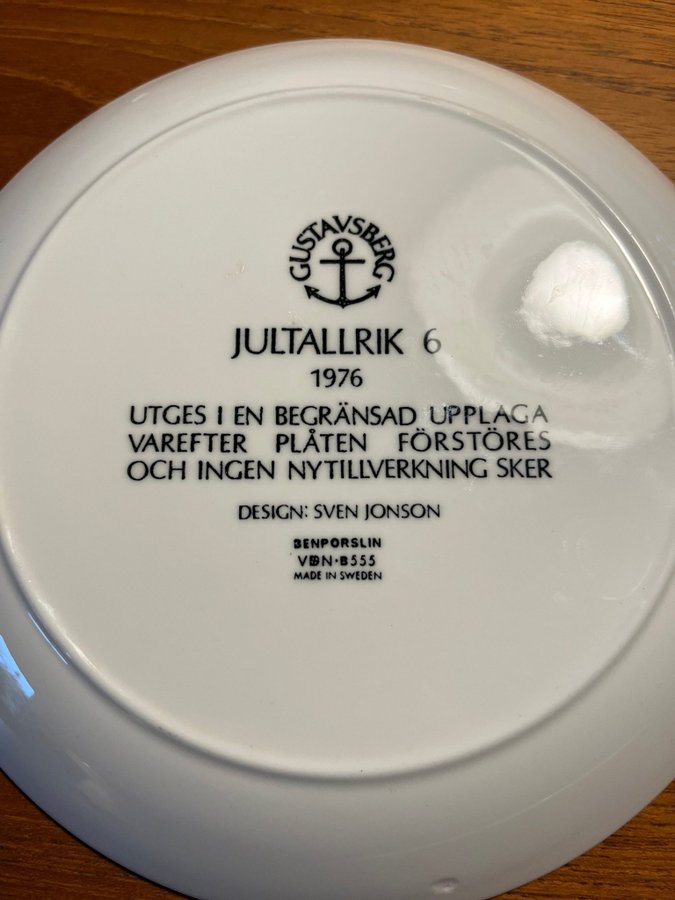 GUSTAVSBERG
JULTALLRIK 6
1976
UTGES I EN BEGRÄNSAD UPPLAGA
VAREFTER PLÅTEN FÖRSTÖRES
OCH INGEN NYTILLVERKNING SKER
DESIGN: SVEN JONSON
BENPORSLIN
VDN·B555
MADE IN SWEDEN